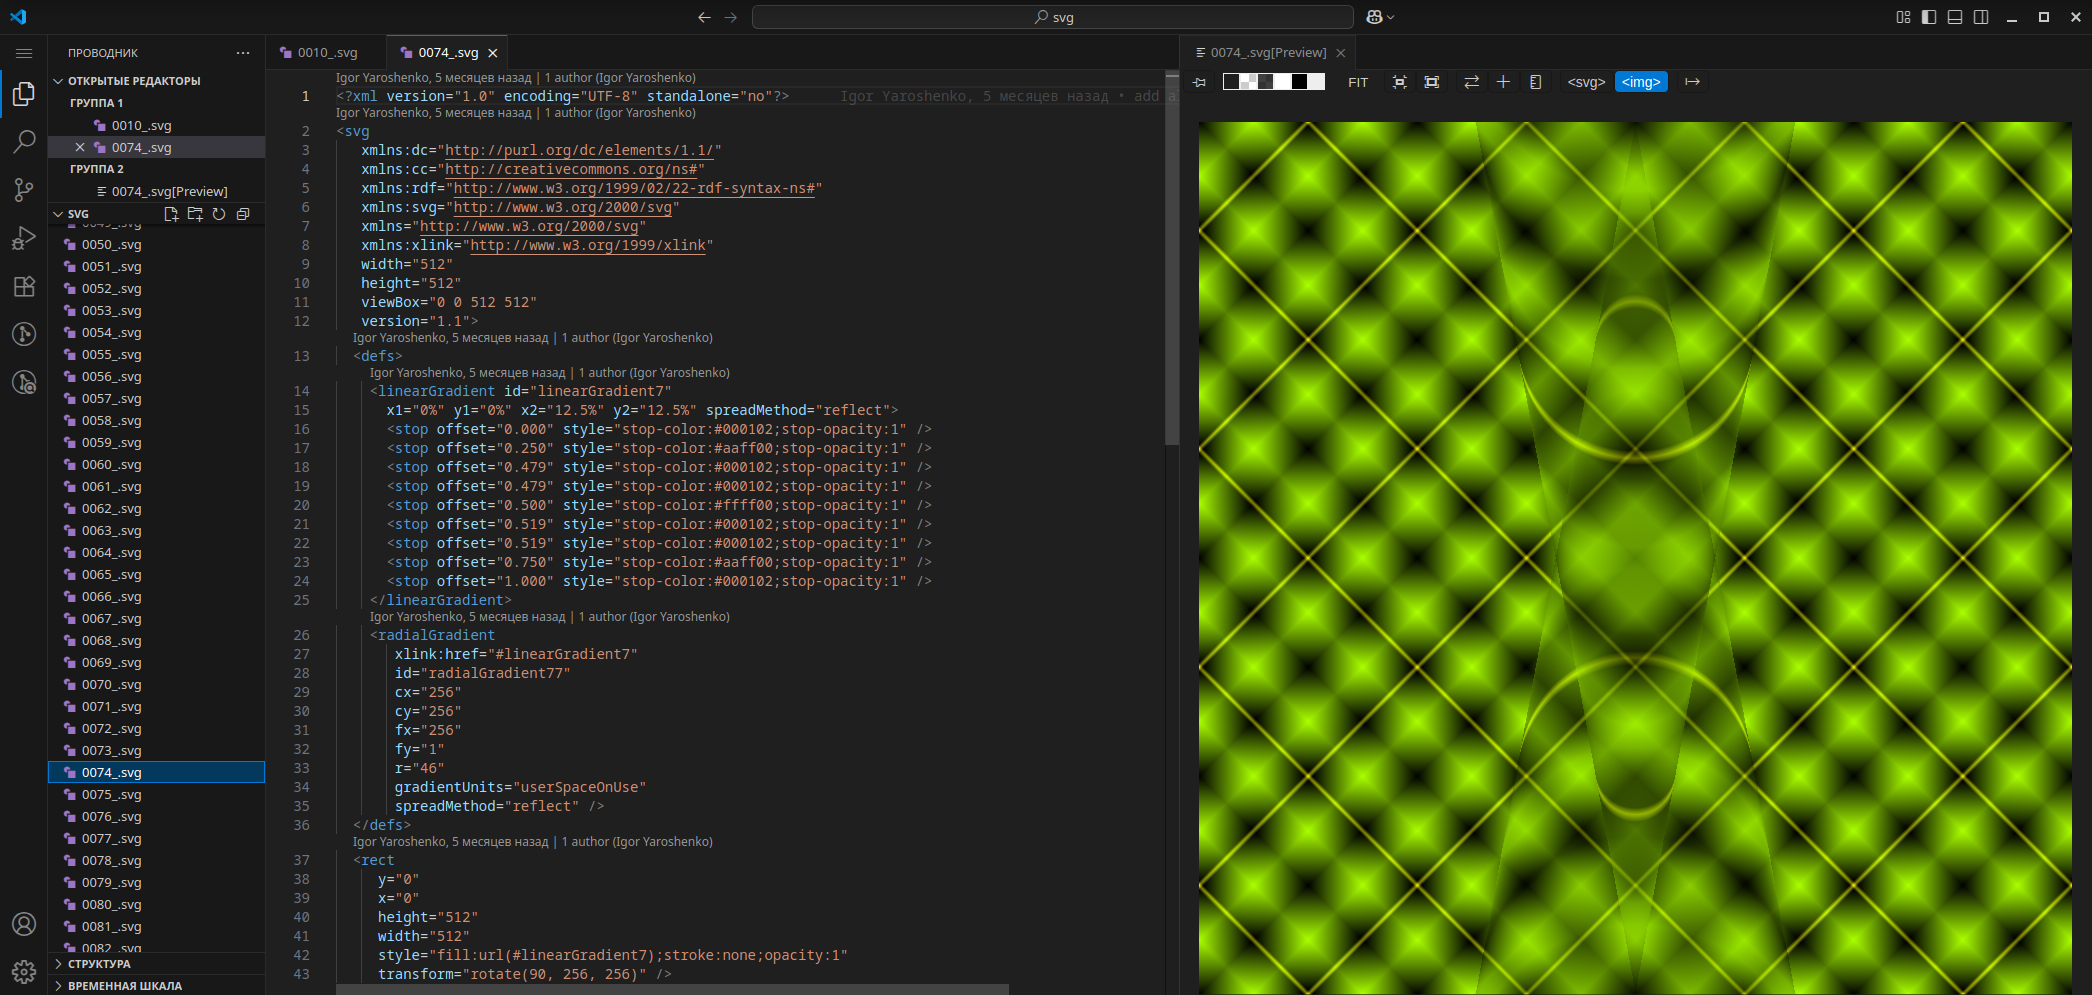 svg
ПРОВОДНИК
ОТКРЫТЫЕ РЕДАКТОРЫ
ГРУППА 1
0010_.svg
0074_.svg
ГРУППА 2
0074_.svg[Preview]
SVG
0050_.svg
0051_.svg
0052_.svg
0053_.svg
0054_.svg
0055_.svg
0056_.svg
0057_.svg
0058_.svg
0059_.svg
0060_.svg
0061_.svg
0062_.svg
0063_.svg
0064_.svg
0065_.svg
0066_.svg
0067_.svg
0068_.svg
0069_.svg
0070_.svg
0071_.svg
0072_.svg
0073_.svg
0074_.svg
0075_.svg
0076_.svg
0077_.svg
0078_.svg
0079_.svg
0080_.svg
0081_.svg
0082_.svg
СТРУКТУРА
ВРЕМЕННАЯ ШКАЛА
0010_.svg
0074_.svg
Igor Yaroshenko, 5 месяцев назад | 1 author (Igor Yaroshenko)
1 <?xml version="1.0" encoding="UTF-8" standalone="no"?> Igor Yaroshenko, 5 месяцев назад • add
Igor Yaroshenko, 5 месяцев назад | 1 author (Igor Yaroshenko)
2 <svg
3 xmlns:dc="http://purl.org/dc/elements/1.1/"
4 xmlns:cc="http://creativecommons.org/ns#"
5 xmlns:rdf="http://www.w3.org/1999/02/22-rdf-syntax-ns#"
6 xmlns:svg="http://www.w3.org/2000/svg"
7 xmlns="http://www.w3.org/2000/svg"
8 xmlns:xlink="http://www.w3.org/1999/xlink"
9 width="512"
10 height="512"
11 viewBox="0 0 512 512"
12 version="1.1">
Igor Yaroshenko, 5 месяцев назад | 1 author (Igor Yaroshenko)
13 <defs>
Igor Yaroshenko, 5 месяцев назад | 1 author (Igor Yaroshenko)
14 <linearGradient id="linearGradient7"
15 x1="0%" y1="0%" x2="12.5%" y2="12.5%" spreadMethod="reflect">
16 <stop offset="0.000" style="stop-color:#000102;stop-opacity:1" />
17 <stop offset="0.250" style="stop-color:#aaff00;stop-opacity:1" />
18 <stop offset="0.479" style="stop-color:#000102;stop-opacity:1" />
19 <stop offset="0.479" style="stop-color:#000102;stop-opacity:1" />
20 <stop offset="0.500" style="stop-color:#ffff00;stop-opacity:1" />
21 <stop offset="0.519" style="stop-color:#000102;stop-opacity:1" />
22 <stop offset="0.519" style="stop-color:#000102;stop-opacity:1" />
23 <stop offset="0.750" style="stop-color:#aaff00;stop-opacity:1" />
24 <stop offset="1.000" style="stop-color:#000102;stop-opacity:1" />
25 </linearGradient>
Igor Yaroshenko, 5 месяцев назад | 1 author (Igor Yaroshenko)
26 <radialGradient
27 xlink:href="#linearGradient7"
28 id="radialGradient77"
29 cx="256"
30 cy="256"
31 fx="256"
32 fy="1"
33 r="46"
34 gradientUnits="userSpaceOnUse"
35 spreadMethod="reflect" />
36 </defs>
Igor Yaroshenko, 5 месяцев назад | 1 author (Igor Yaroshenko)
37 <rect
38 y="0"
39 x="0"
40 height="512"
41 width="512"
42 style="fill:url(#linearGradient7);stroke:none;opacity:1"
43 transform="rotate(90, 256, 256)" />
0074_.svg[Preview]
FIT
<svg>
<img>